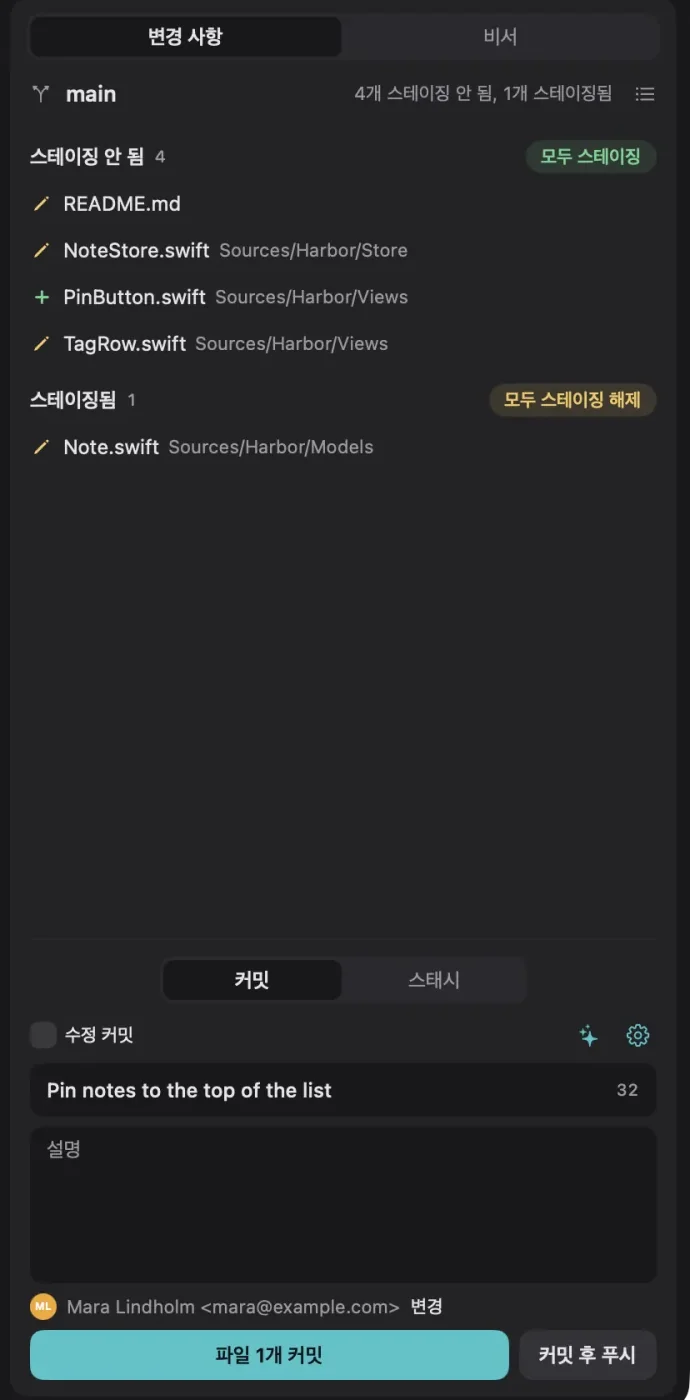 변경 사항
비서
main
4개 스테이징 안 됨, 1개 스테이징됨
스테이징 안 됨 4
모두 스테이징
README.md
NoteStore.swift Sources/Harbor/Store
PinButton.swift Sources/Harbor/Views
TagRow.swift Sources/Harbor/Views
스테이징됨 1
모두 스테이징 해제
Note.swift Sources/Harbor/Models
커밋
스태시
수정 커밋
Pin notes to the top of the list 32
설명
ML Mara Lindholm <mara@example.com> 변경
파일 1개 커밋
커밋 후 푸시